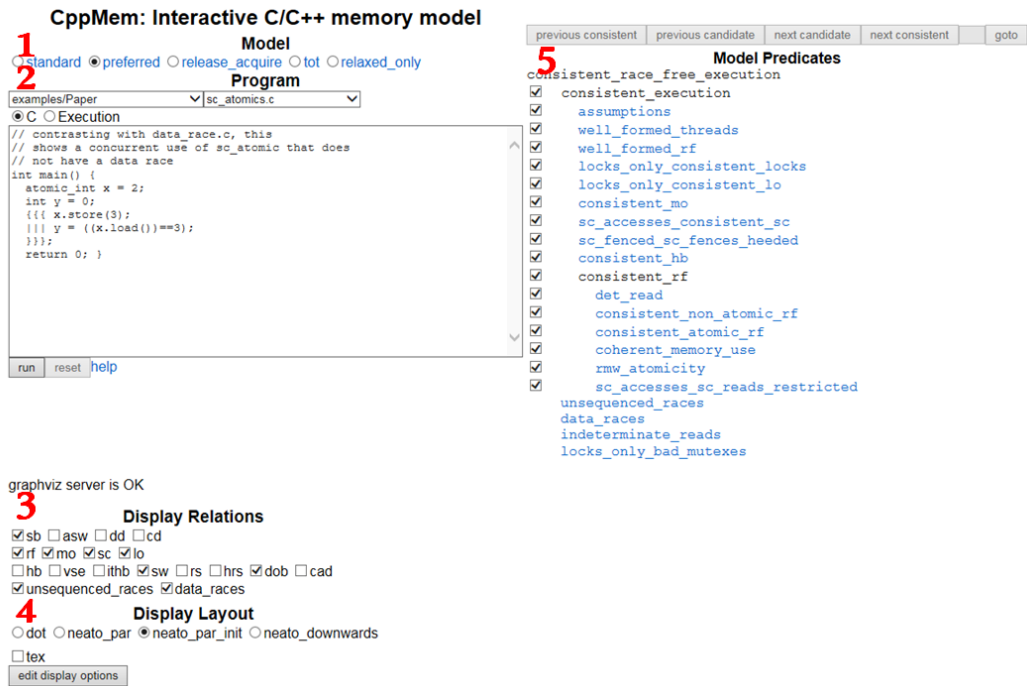 CppMem: Interactive C/C++ memory model
1
Model
standard preferred release_acquire tot relaxed_only
2
Program
examples/Paper sc_atomics.c
C Execution
// contrasting with data_race.c, this
// shows a concurrent use of sc_atomic that does
// not have a data race
int main() {
  atomic_int x = 2;
  int y = 0;
  {{{ x.store(3);
  ||| y = ((x.load())==3);
  }}};
  return 0; }
run reset help
graphviz server is OK
3
Display Relations
sb asw dd cd
rf mo sc lo
hb vse ithb sw rs hrs dob cad
unsequenced_races data_races
4
Display Layout
dot neato_par neato_par_init neato_downwards
tex
edit display options
previous consistent previous candidate next candidate next consistent goto
5
Model Predicates
consistent_race_free_execution
consistent_execution
assumptions
well_formed_threads
well_formed_rf
locks_only_consistent_locks
locks_only_consistent_lo
consistent_mo
sc_accesses_consistent_sc
sc_fenced_sc_fences_heeded
consistent_hb
consistent_rf
det_read
consistent_non_atomic_rf
consistent_atomic_rf
coherent_memory_use
rmw_atomicity
sc_accesses_sc_reads_restricted
unsequenced_races
data_races
indeterminate_reads
locks_only_bad_mutexes